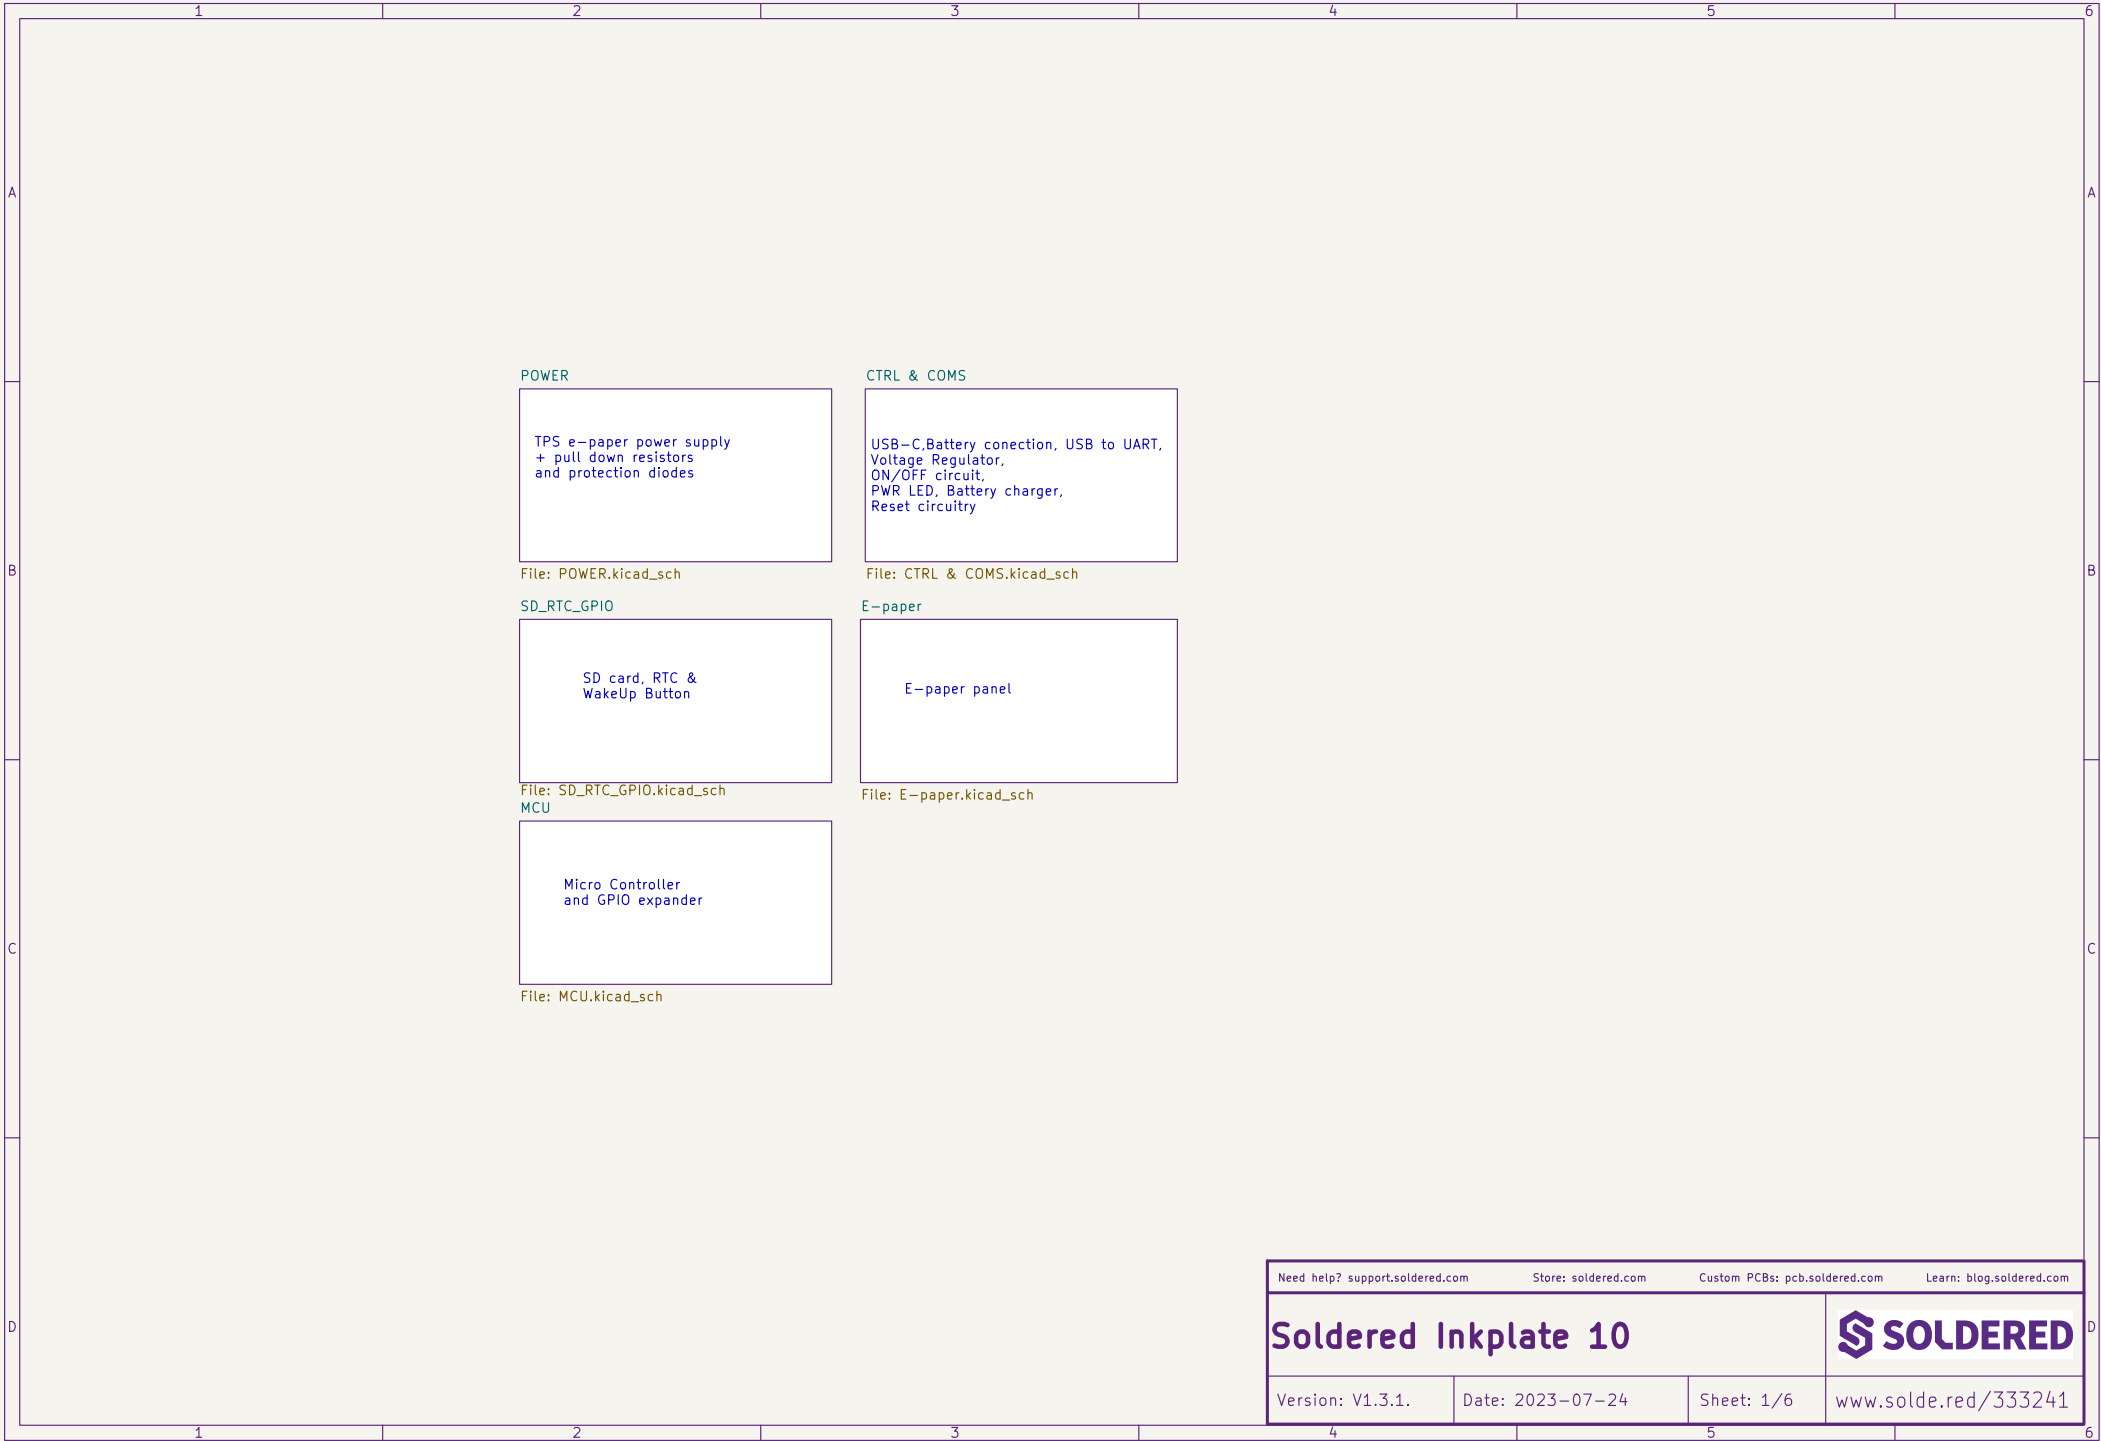 1 2 3 4 5 6
A A
POWER
TPS e-paper power supply
+ pull down resistors
and protection diodes
File: POWER.kicad_sch
CTRL & COMS
USB-C,Battery conection, USB to UART,
Voltage Regulator,
ON/OFF circuit,
PWR LED, Battery charger,
Reset circuitry
File: CTRL & COMS.kicad_sch
B B
SD_RTC_GPIO
SD card, RTC &
WakeUp Button
File: SD_RTC_GPIO.kicad_sch
E-paper
E-paper panel
File: E-paper.kicad_sch
MCU
Micro Controller
and GPIO expander
File: MCU.kicad_sch
C C
Need help? support.soldered.com Store: soldered.com Custom PCBs: pcb.soldered.com Learn: blog.soldered.com
D D
Soldered Inkplate 10
SOLDERED
Version: V1.3.1. Date: 2023-07-24 Sheet: 1/6 www.solde.red/333241
1 2 3 4 5 6